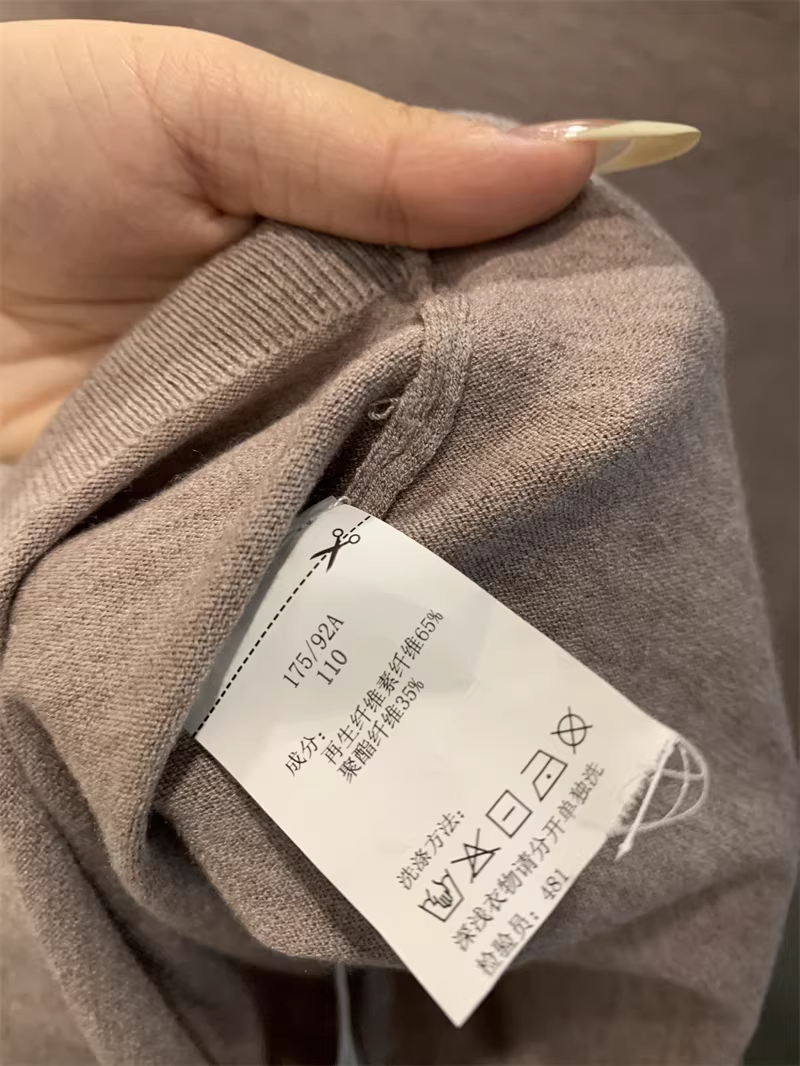 175/92A
110
成分:
再生纤维素纤维65%
聚酯纤维35%
洗涤方法:
深浅衣物请分开单独洗
检验员: 481